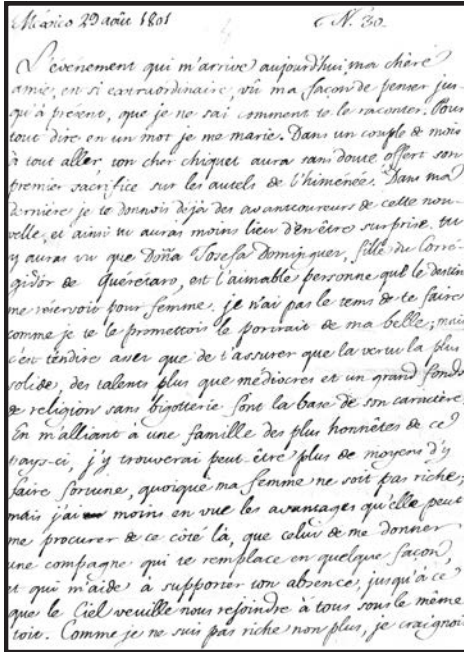 México 29 août 1801 N.º 30.
L'événement qui m'arrive aujourd'hui, ma chère
amie, est si extraordinaire, vû ma façon de penser jus-
qu'à présent, que je ne sai comment te le raconter. Pour
tout dire en un mot je me marie. Dans un couple de mois
à tout aller ton cher chiquet aura sans doute offert son
premier sacrifice sur les autels de l'himénée. Dans ma
dernière je te donnois déja des avantcoureurs de cette nou-
velle, et ainsi tu auras moins lieu d'en être surprise. tu
y auras vu que Doña Josefa Dominguez, fille du Corré-
gidor de Quérétaro, est l'aimable personne que le destin
me réservoit pour femme. je n'ai pas le tems de te faire
comme je te le promettois le portrait de ma belle; mais
c'est t'en dire assez que de t'assurer que la vertu la plus
solide, des talents plus que médiocres et un grand fonds
de religion sans bigotterie font la base de son caractère.
En m'alliant à une famille des plus honnêtes de ce
pays-ci, j'y trouverai peut-être plus de moyens d'y
faire fortune, quoique ma femme ne soit pas riche;
mais j'ai moins en vue les avantages qu'elle peut
me procurer de ce côté là, que celui de me donner
une compagne qui te remplace en quelque façon,
et qui m'aide à supporter ton absence, jusqu'à ce
que le Ciel veuille nous rejoindre à tous sous le même
toit. Comme je ne suis pas riche non plus, je craignois